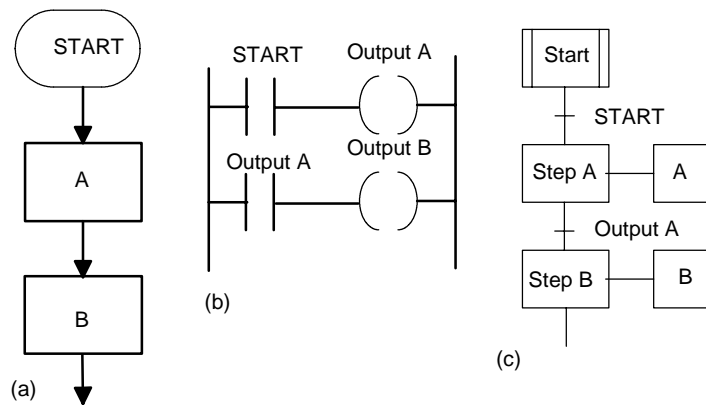 START
A
B
(a)
START Output A
Output A Output B
(b)
Start
START
Step A A
Output A
Step B B
(c)